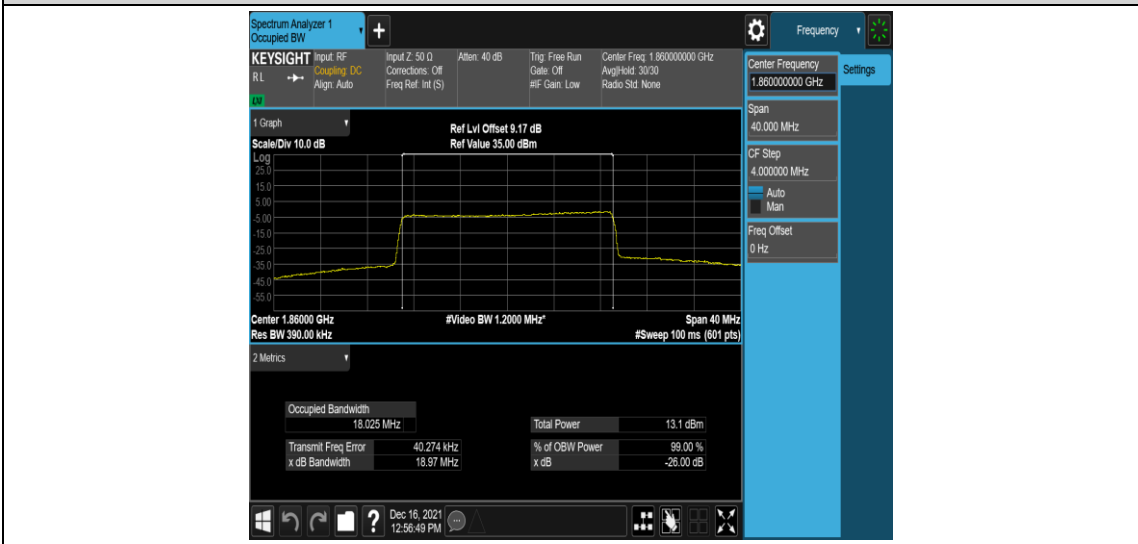 Spectrum Analyzer 1
Occupied BW
+
Frequency
KEYSIGHT Input: RF Input Z: 50 Ω Atten: 40 dB Trig: Free Run Center Freq: 1.860000000 GHz
RL Coupling: DC Corrections: Off Gate: Off Avg|Hold: 30/30
Align: Auto Freq Ref: Int (S) #IF Gain: Low Radio Std: None
LXI
Center Frequency
1.860000000 GHz
Settings
Span
40.000 MHz
CF Step
4.000000 MHz
Auto
Man
Freq Offset
0 Hz
1 Graph
Ref Lvl Offset 9.17 dB
Scale/Div 10.0 dB Ref Value 35.00 dBm
Log
25.0
15.0
5.00
-5.00
-15.0
-25.0
-35.0
-45.0
-55.0
Center 1.86000 GHz #Video BW 1.2000 MHz* Span 40 MHz
Res BW 390.00 kHz #Sweep 100 ms (601 pts)
2 Metrics
Occupied Bandwidth
18.025 MHz
Total Power 13.1 dBm
Transmit Freq Error 40.274 kHz % of OBW Power 99.00 %
x dB Bandwidth 18.97 MHz x dB -26.00 dB
?
Dec 16, 2021
12:56:49 PM